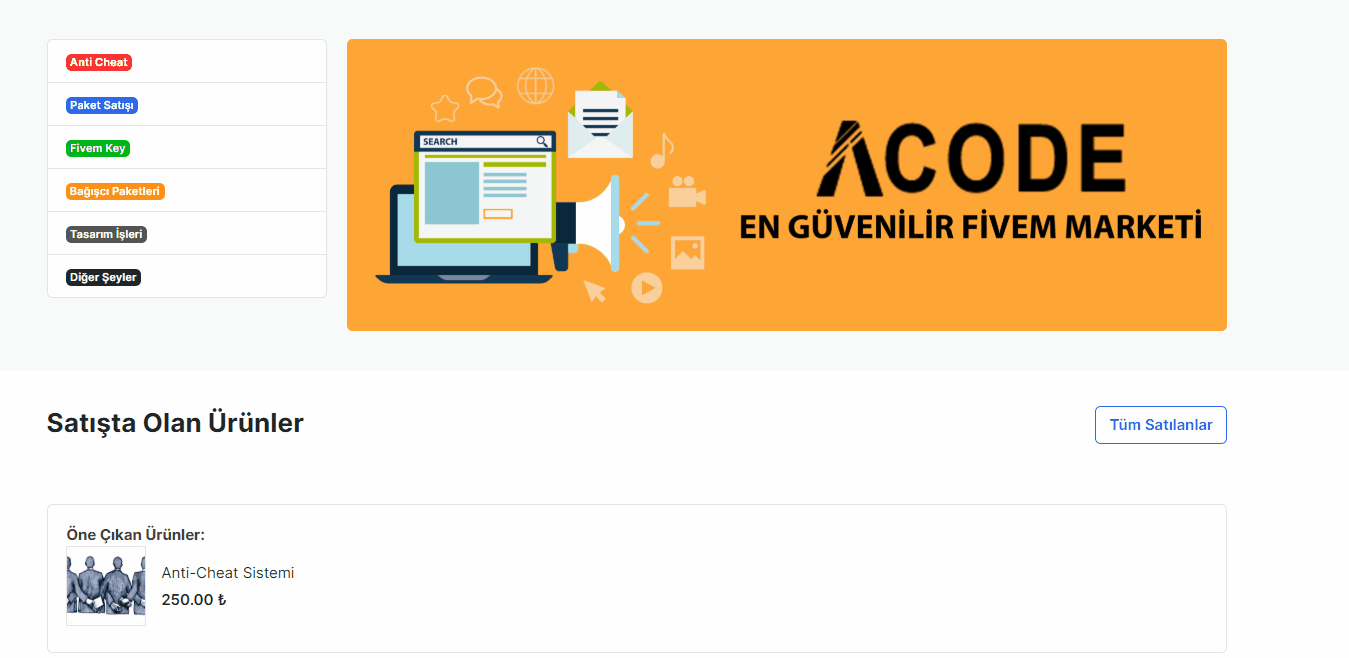 Anti Cheat
Paket Satışı
Fivem Key
Bağışcı Paketleri
Tasarım İşleri
Diğer Şeyler
SEARCH
ACODE
EN GÜVENİLİR FİVEM MARKETİ
Satışta Olan Ürünler
Tüm Satılanlar
Öne Çıkan Ürünler:
Anti-Cheat Sistemi
250.00 ₺